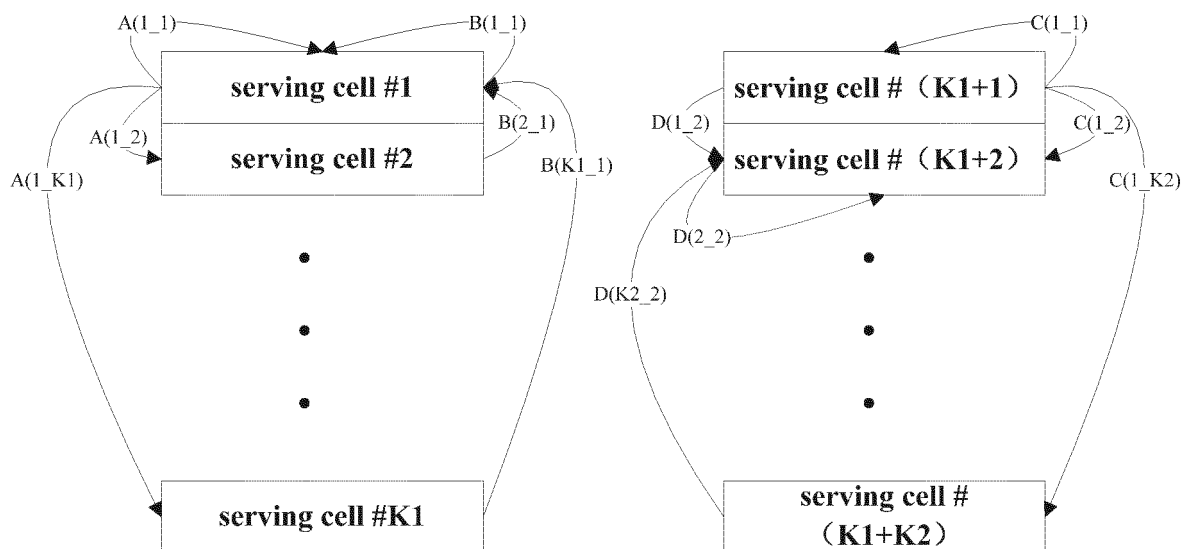 A(1_1)
B(1_1)
serving cell #1
A(1_2)
B(2_1)
serving cell #2
A(1_K1)
B(K1_1)
serving cell #K1
C(1_1)
serving cell #（K1+1）
D(1_2)
C(1_2)
serving cell #（K1+2）
C(1_K2)
D(2_2)
D(K2_2)
serving cell #
（K1+K2）